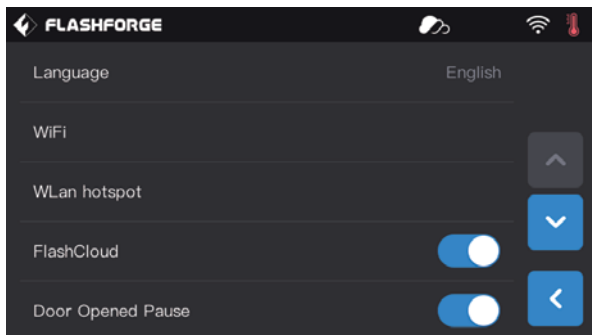 FLASHFORGE
Language English
WiFi
WLan hotspot
FlashCloud
Door Opened Pause